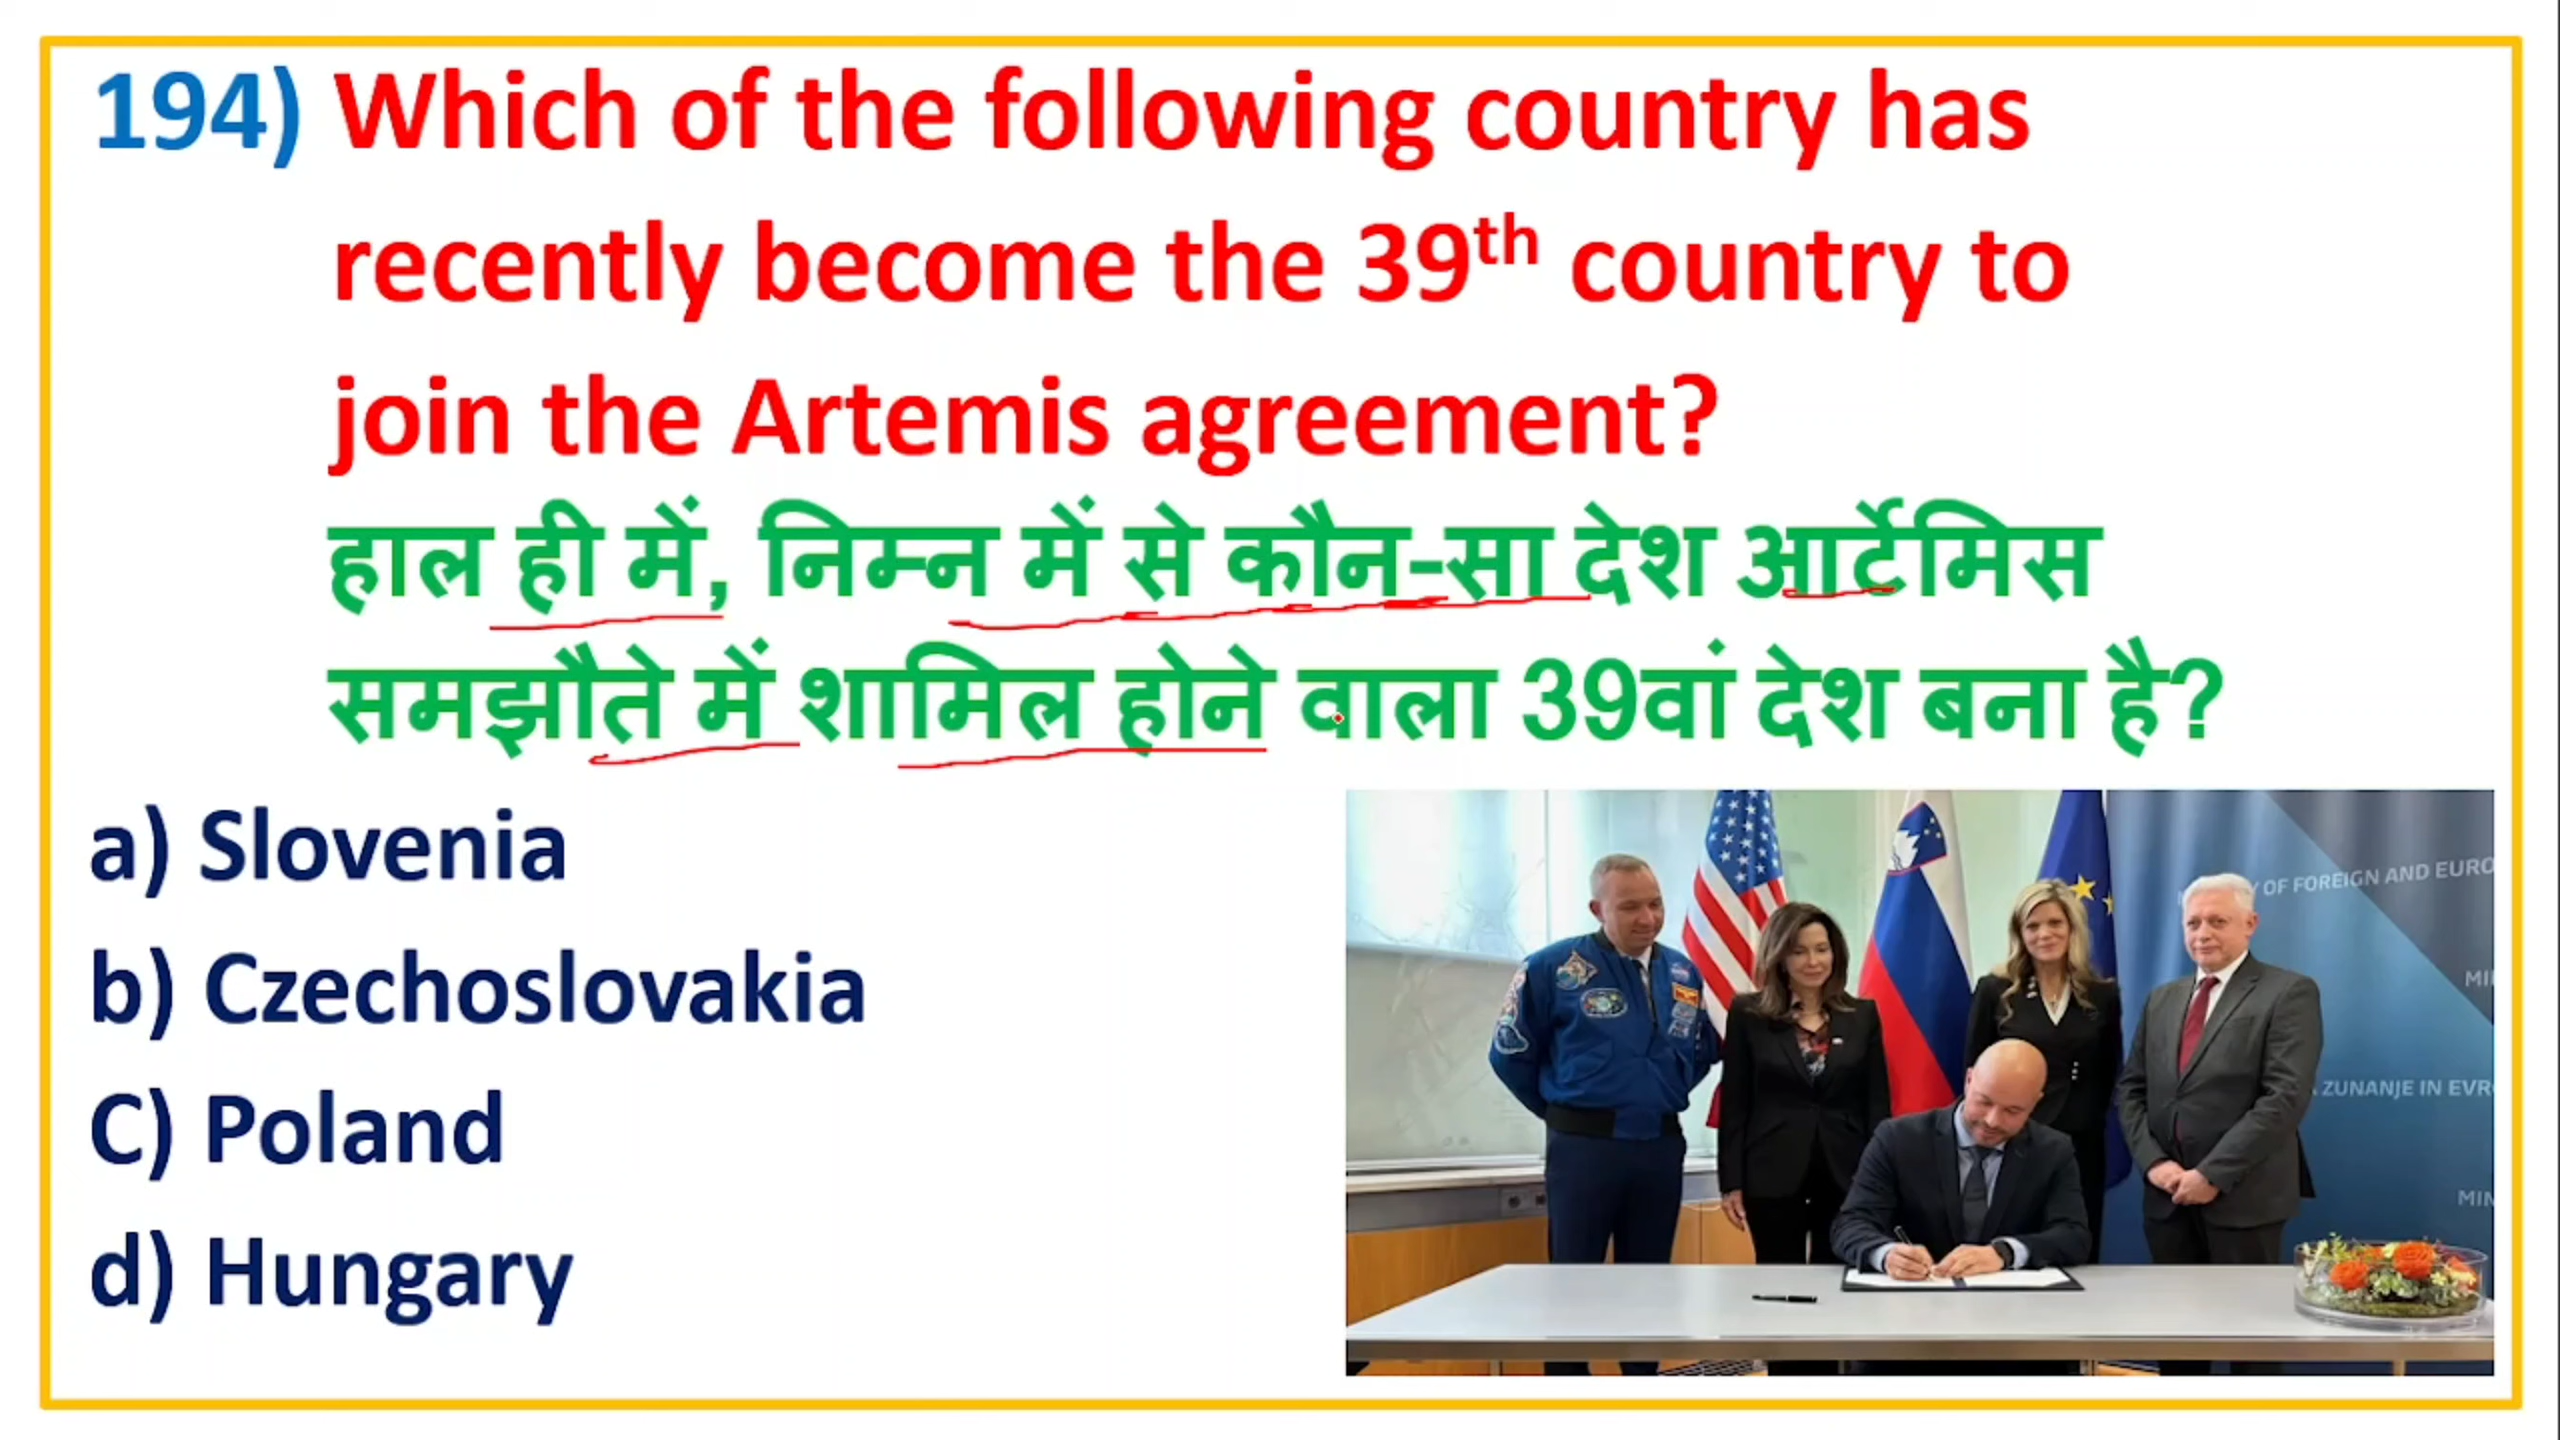 194) Which of the following country has
recently become the 39th country to
join the Artemis agreement?
हाल ही में, निम्न में से कौन-सा देश आर्टेमिस
समझौते में शामिल होने वाला 39वां देश बना है?
a) Slovenia
b) Czechoslovakia
C) Poland
d) Hungary
Y OF FOREIGN AND EURO
ZUNANJE IN EVR